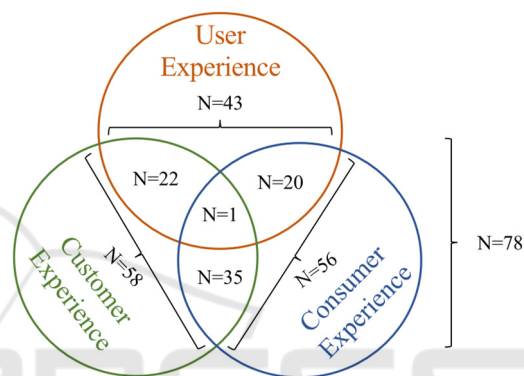 User
Experience
N=43
N=22
N=20
N=1
N=78
Customer
Experience
N=58
N=35
N=56
Consumer
Experience